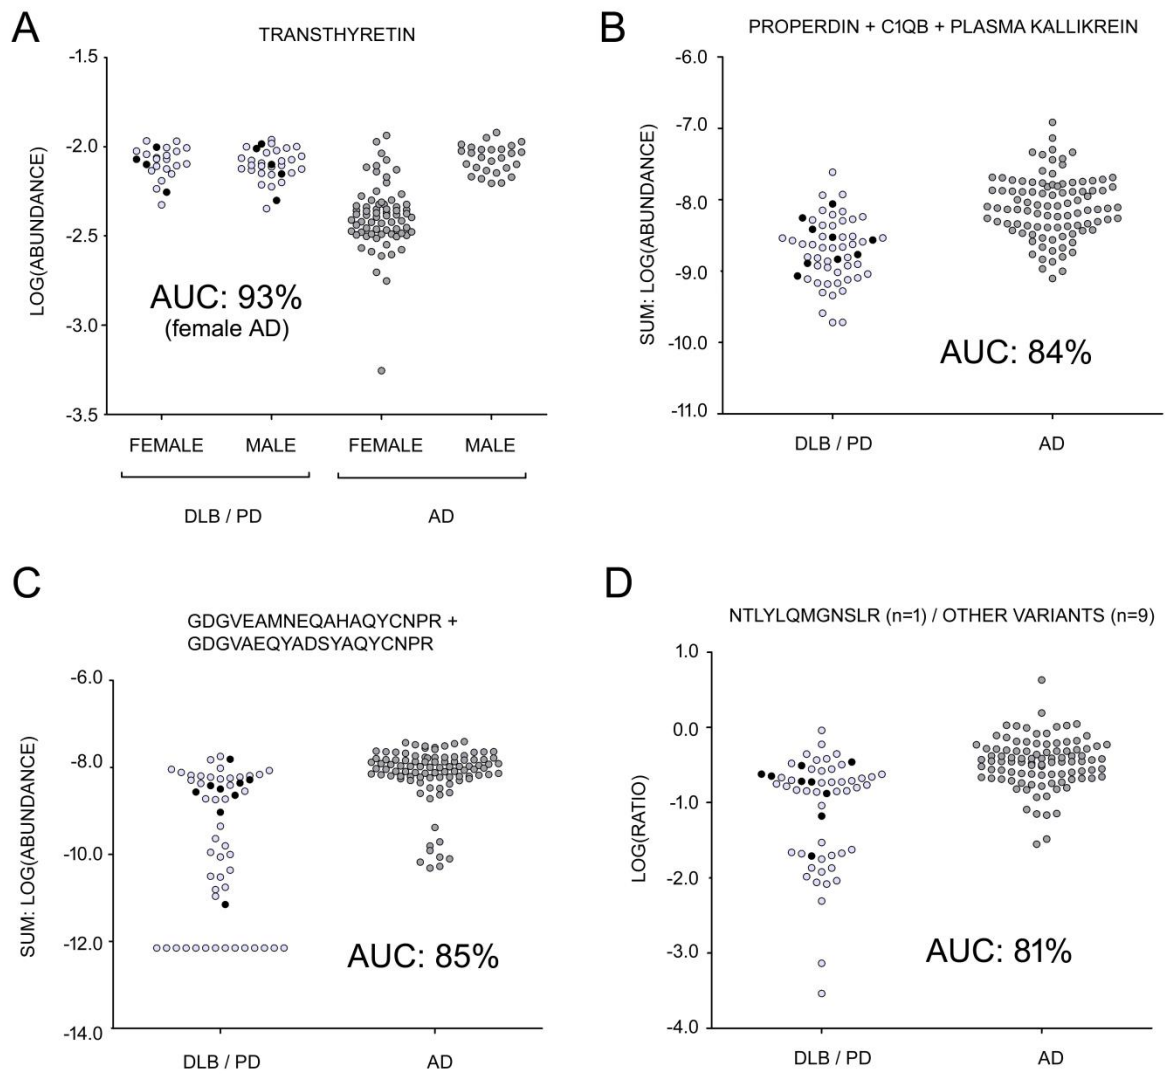 A
TRANSTHYRETIN
LOG(ABUNDANCE)
-1.5
-2.0
-2.5
-3.0
-3.5
AUC: 93%
(female AD)
FEMALE MALE FEMALE MALE
DLB / PD AD
B
PROPERDIN + C1QB + PLASMA KALLIKREIN
SUM: LOG(ABUNDANCE)
-6.0
-7.0
-8.0
-9.0
-10.0
-11.0
AUC: 84%
DLB / PD AD
C
GDGVEAMNEQAHAQYCNPR +
GDGVAEQYADSYAQYCNPR
SUM: LOG(ABUNDANCE)
-6.0
-8.0
-10.0
-12.0
-14.0
AUC: 85%
DLB / PD AD
D
NTLYLQMGNSLR (n=1) / OTHER VARIANTS (n=9)
LOG(RATIO)
1.0
0.0
-1.0
-2.0
-3.0
-4.0
AUC: 81%
DLB / PD AD